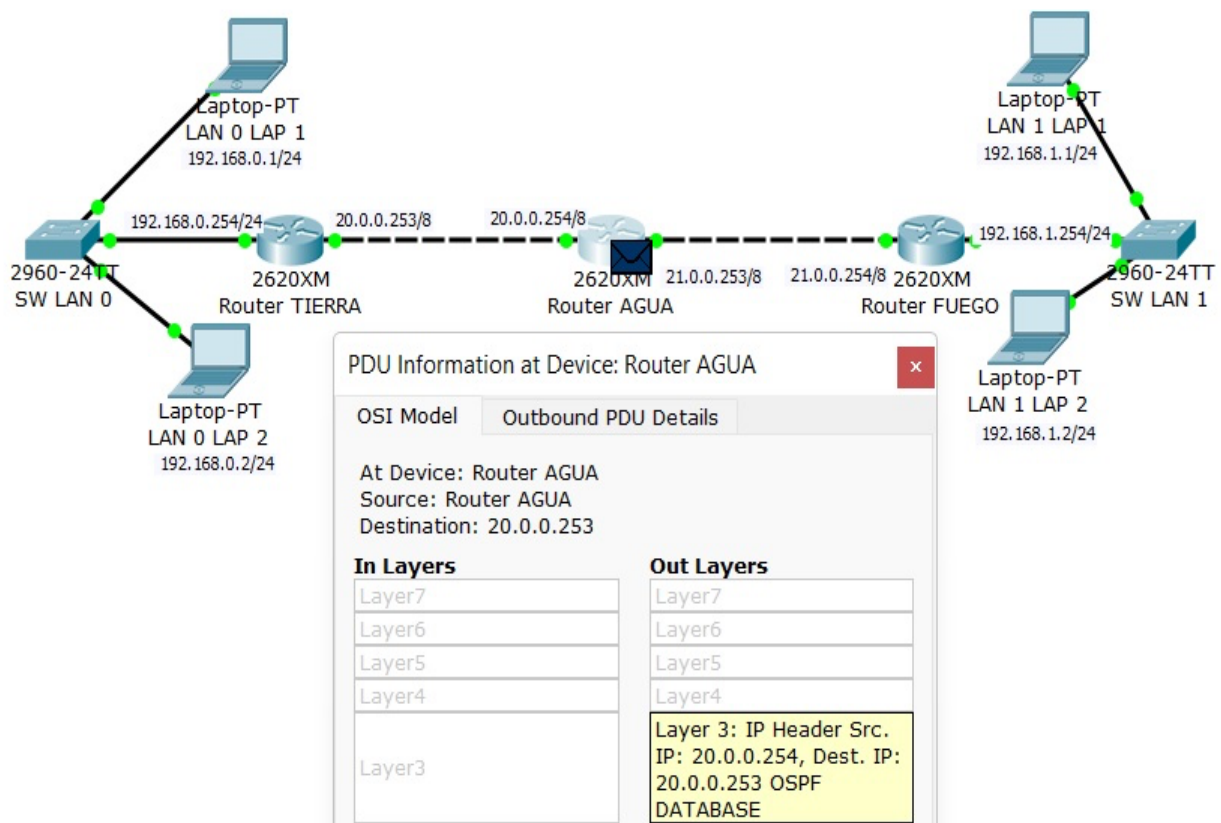 Laptop-PT
LAN 0 LAP 1
192.168.0.1/24
Laptop-PT
LAN 1 LAP 1
192.168.1.1/24
192.168.0.254/24
20.0.0.253/8
20.0.0.254/8
192.168.1.254/24
2960-24TT
SW LAN 0
2620XM
Router TIERRA
2620XM
Router AGUA
21.0.0.253/8
21.0.0.254/8
2620XM
Router FUEGO
2960-24TT
SW LAN 1
Laptop-PT
LAN 0 LAP 2
192.168.0.2/24
Laptop-PT
LAN 1 LAP 2
192.168.1.2/24
PDU Information at Device: Router AGUA
x
OSI Model
Outbound PDU Details
At Device: Router AGUA
Source: Router AGUA
Destination: 20.0.0.253
In Layers
Layer7
Layer6
Layer5
Layer4
Layer3
Out Layers
Layer7
Layer6
Layer5
Layer4
Layer 3: IP Header Src.
IP: 20.0.0.254, Dest. IP:
20.0.0.253 OSPF
DATABASE